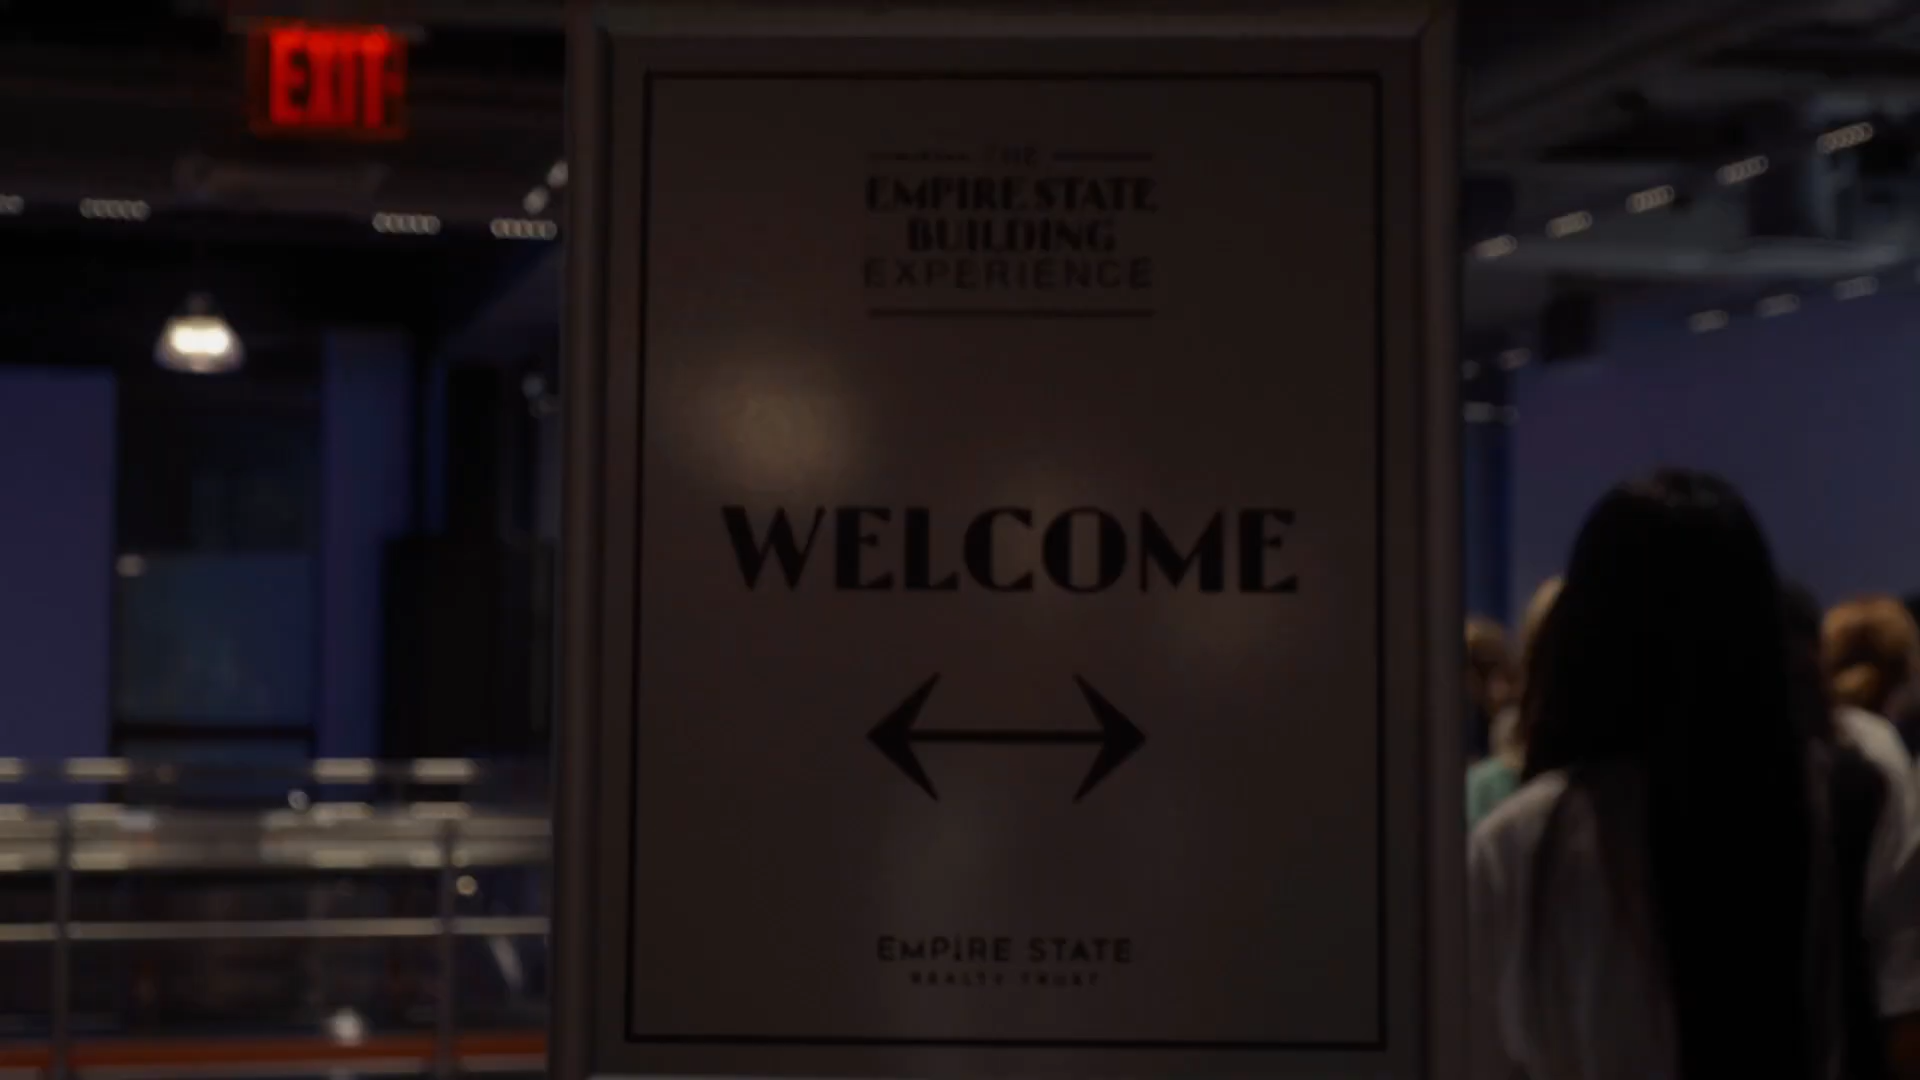 EXIT
THE
EMPIRE STATE
BUILDING
EXPERIENCE
WELCOME
EMPIRE STATE
REALTY TRUST